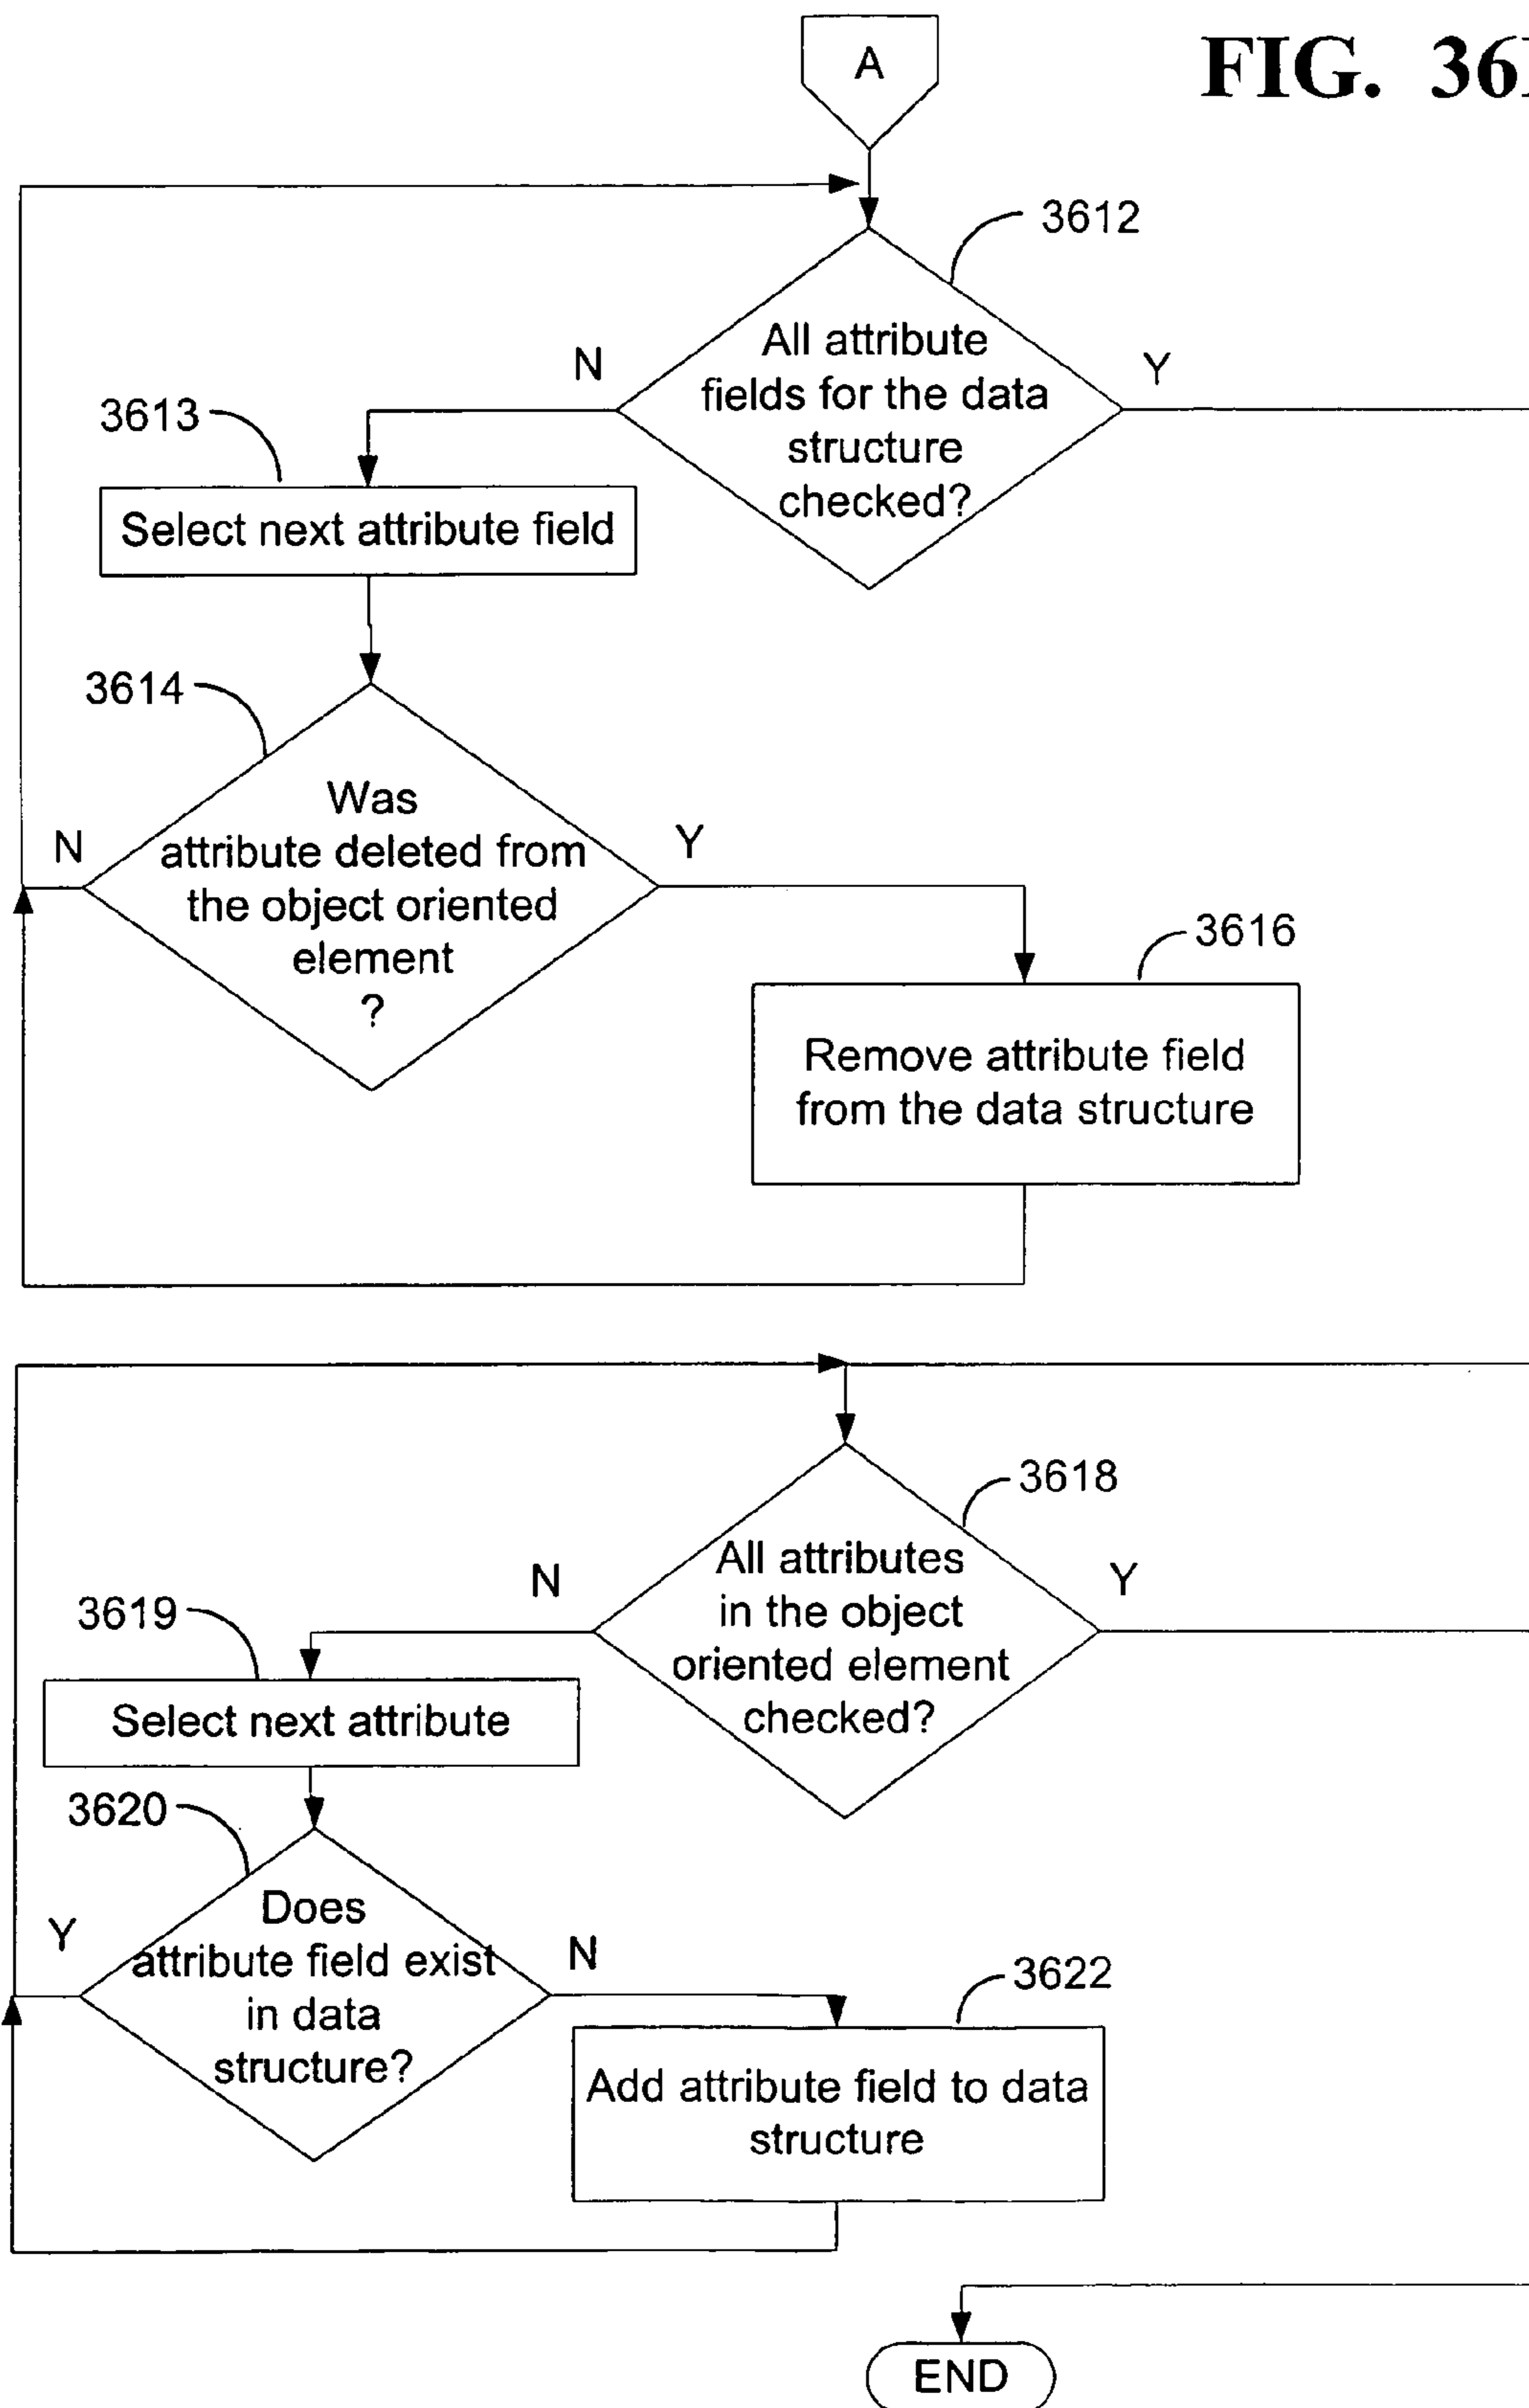 A
FIG. 36
3612
All attribute
fields for the data
structure
checked?
N
Y
3613
Select next attribute field
3614
Was
attribute deleted from
the object oriented
element
?
N
Y
3616
Remove attribute field
from the data structure
3618
All attributes
in the object
oriented element
checked?
N
Y
3619
Select next attribute
3620
Does
attribute field exist
in data
structure?
Y
N
3622
Add attribute field to data
structure
END